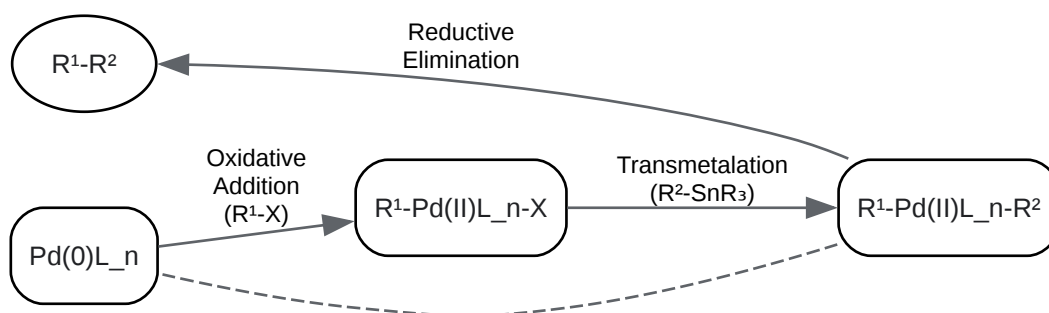 Reductive
Elimination
R¹-R²
Oxidative
Addition
(R¹-X)
Transmetalation
(R²-SnR₃)
R¹-Pd(II)L_n-X
R¹-Pd(II)L_n-R²
Pd(0)L_n